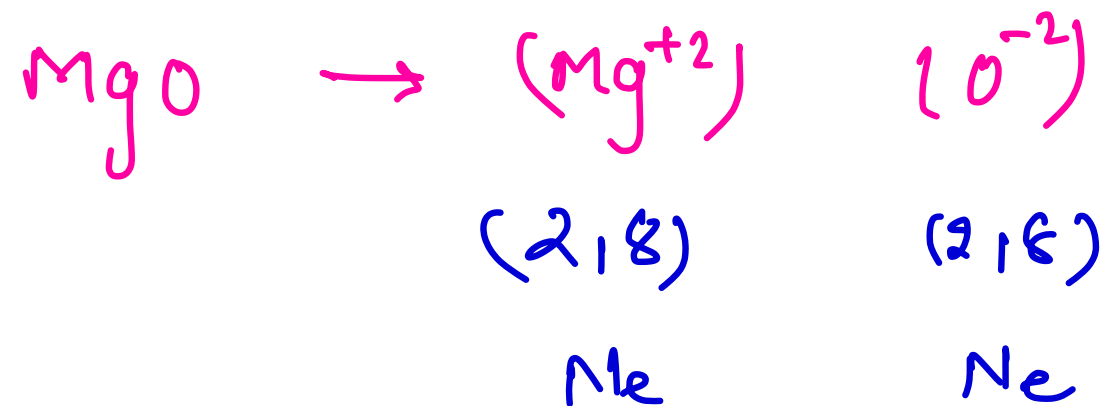 MgO → (Mg⁺²) (O⁻²)
(2,8) (2,8)
Ne Ne